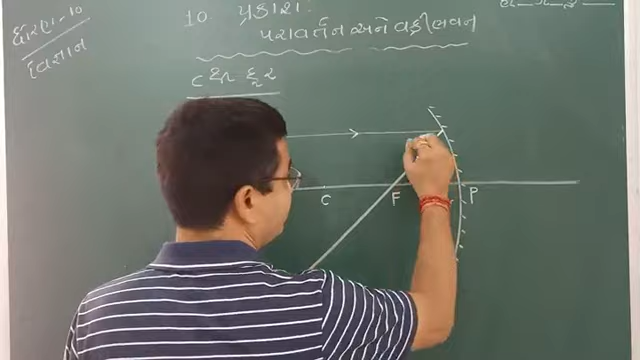 ધોરણ-10
વિજ્ઞાન
10. પ્રકાશ:
પરાવર્તન અને વક્રીભવન
C થી દૂર
C
F
P